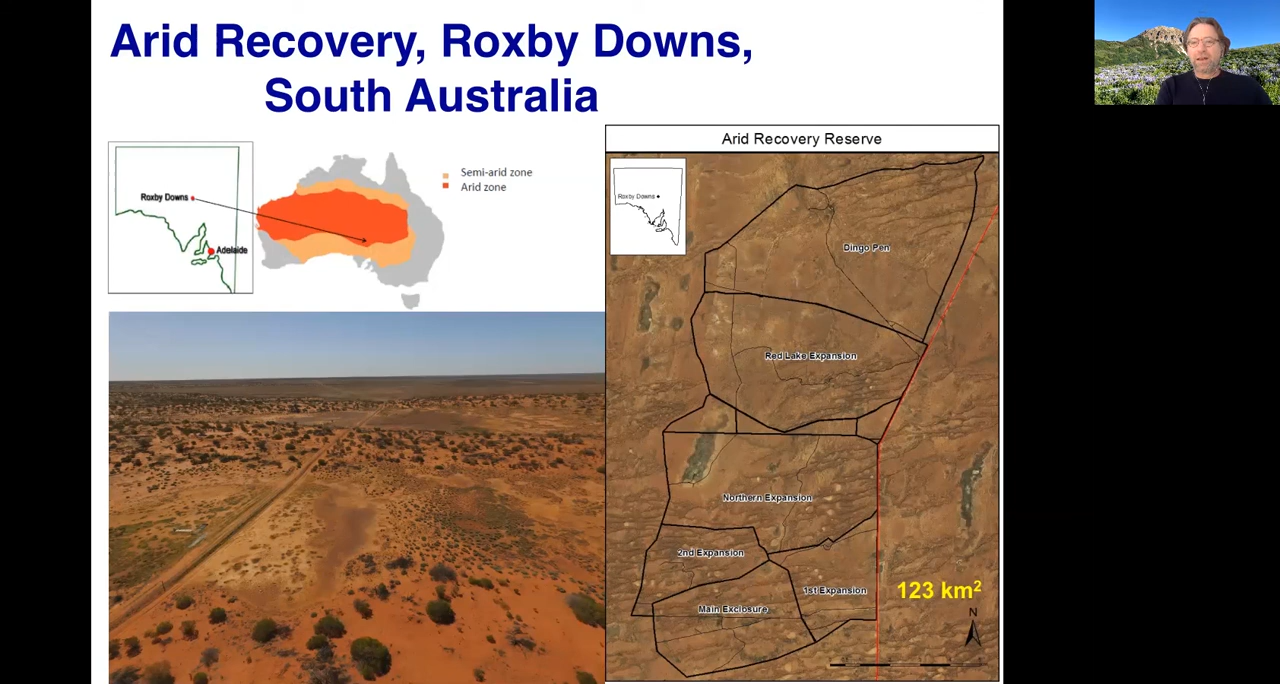 Arid Recovery, Roxby Downs,
South Australia
Roxby Downs
Adelaide
Semi-arid zone
Arid zone
Arid Recovery Reserve
Roxby Downs
Dingo Pen
Red Lake Expansion
Northern Expansion
2nd Expansion
1st Expansion
Main Exclosure
123 km²
N